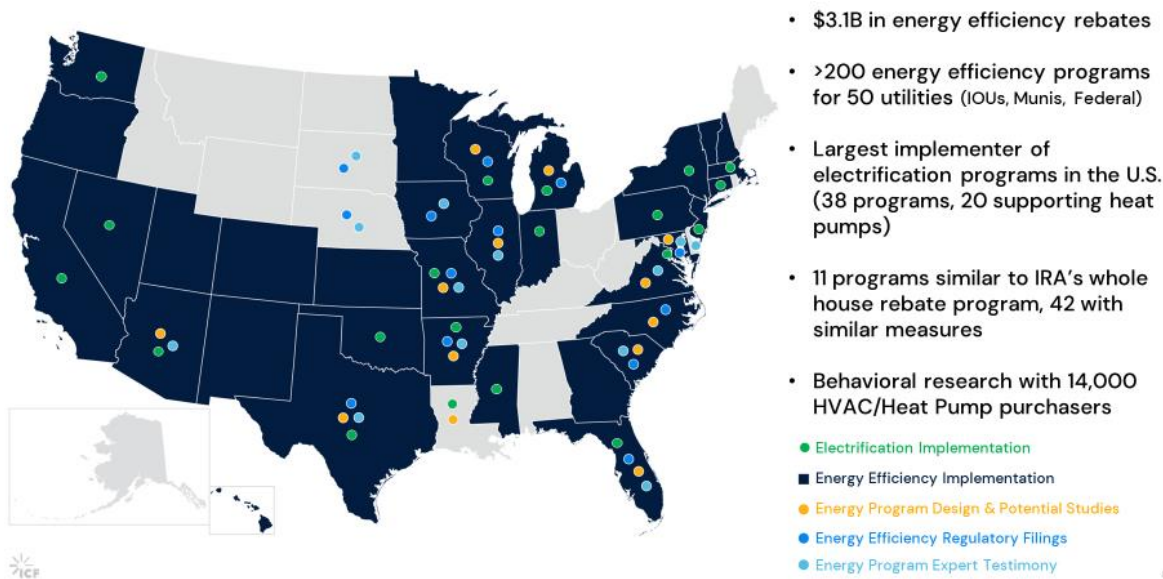 • $3.1B in energy efficiency rebates
• >200 energy efficiency programs
for 50 utilities (IOUs, Munis, Federal)
• Largest implementer of
electrification programs in the U.S.
(38 programs, 20 supporting heat
pumps)
• 11 programs similar to IRA's whole
house rebate program, 42 with
similar measures
• Behavioral research with 14,000
HVAC/Heat Pump purchasers
Electrification Implementation
Energy Efficiency Implementation
Energy Program Design & Potential Studies
Energy Efficiency Regulatory Filings
Energy Program Expert Testimony
ICF